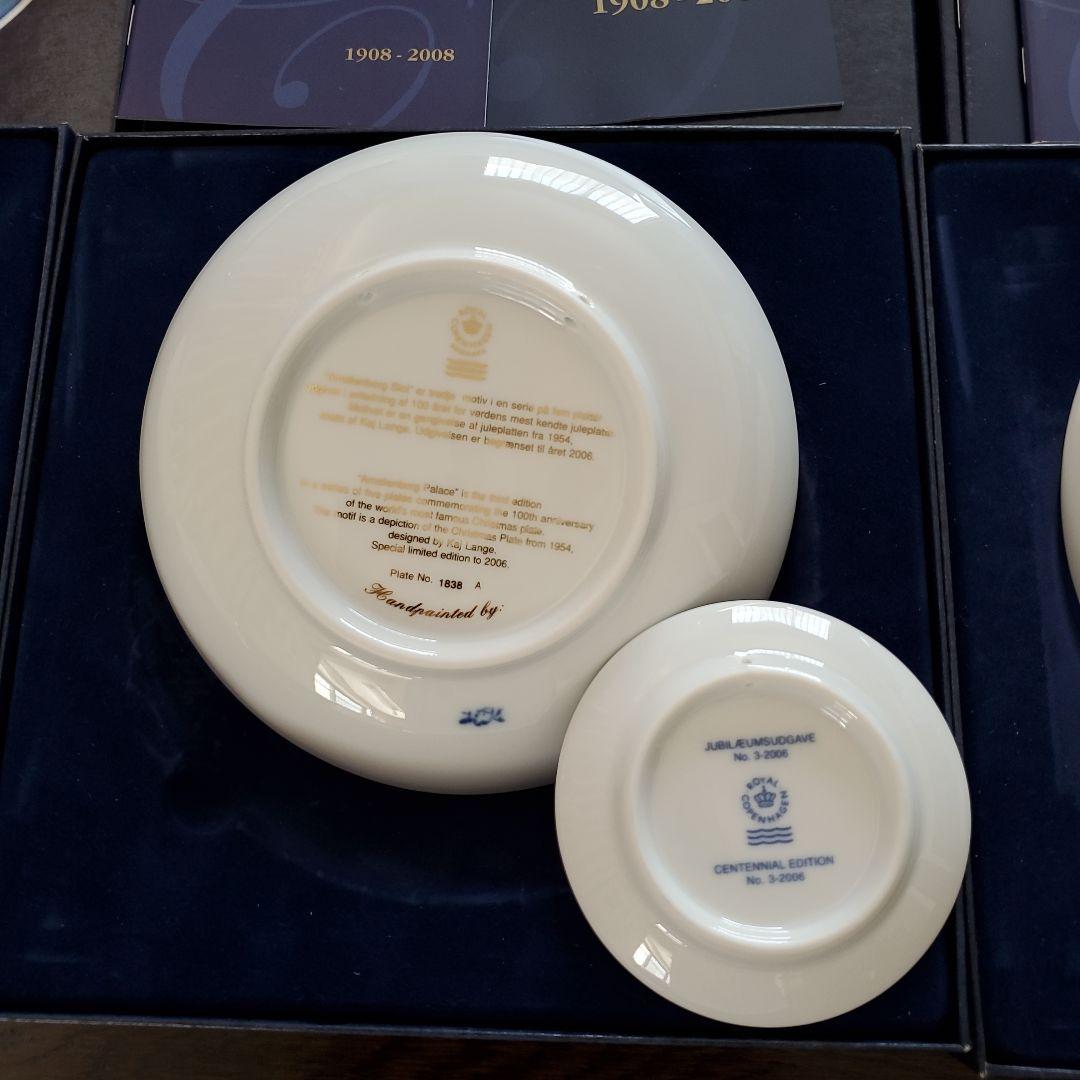 1908 - 2008
ROYAL
COPENHAGEN
"Amalienborg Slot" er tredje motiv i en serie på fem platter
i anledning af 100 året for verdens mest kendte juleplatte
Motivet er en gengivelse af juleplatten fra 1954,
af Kaj Lange. Udgivelsen er begrænset til året 2006.
"Amalienborg Palace" is the third edition
in a series of five plates commemorating the 100th anniversary
of the world's most famous Christmas plate.
The motif is a depiction of the Christmas Plate from 1954,
designed by Kaj Lange.
Special limited edition to 2006.
Plate No. 1838 A
Handpainted by:
JUBILÆUMSUDGAVE
No. 3-2006
ROYAL
COPENHAGEN
CENTENNIAL EDITION
No. 3-2006